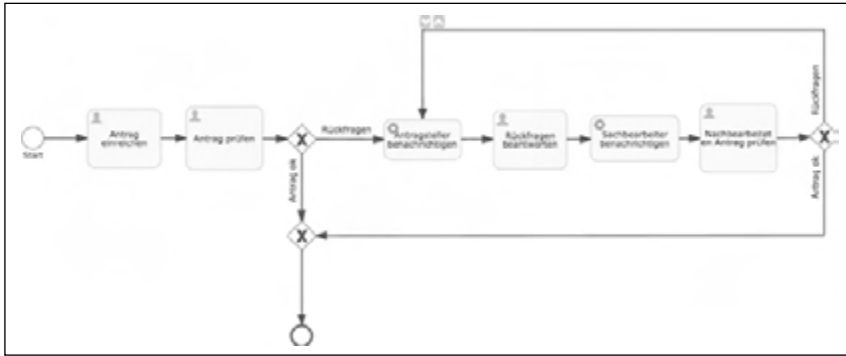 Start
Antrag
einreichen
Antrag prüfen
X
Rückfragen
Antrag ok
X
Antragsteller
benachrichtigen
Rückfragen
beantworten
Sachbearbeiter
benachrichtigen
Nachbearbeitet
en Antrag prüfen
Rückfragen
X
Antrag ok